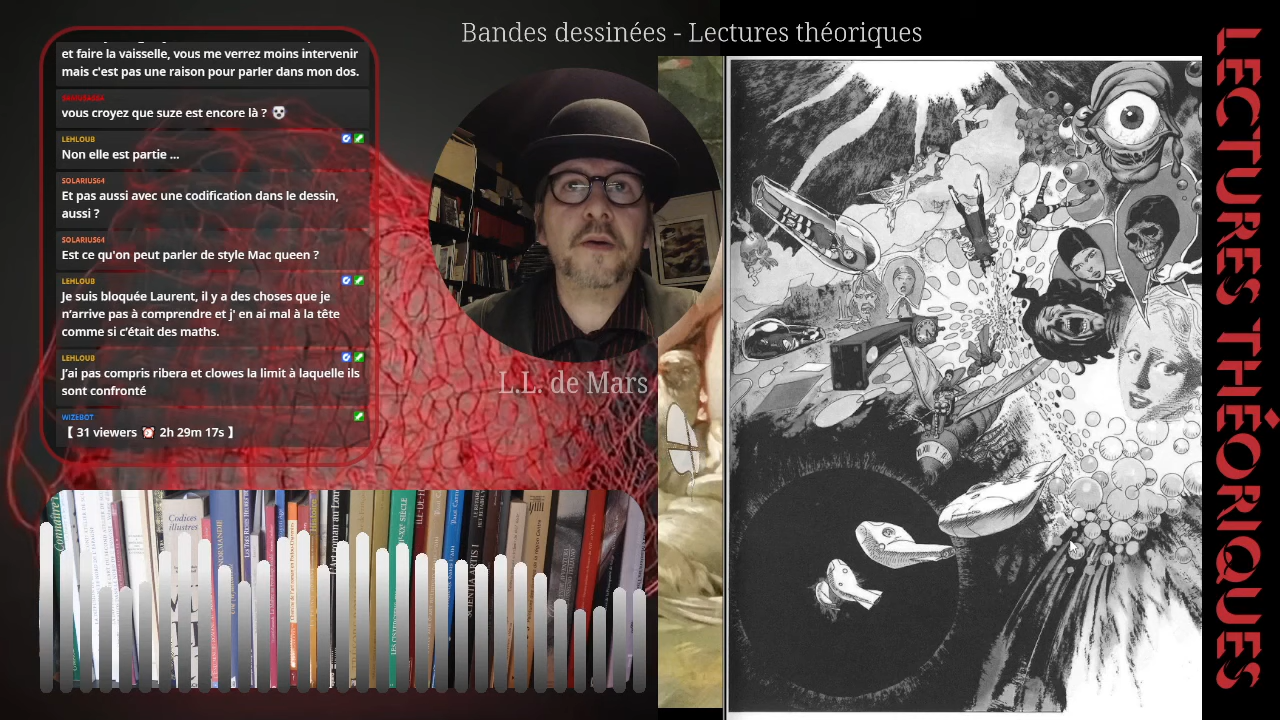 Bandes dessinées - Lectures théoriques
et faire la vaisselle, vous me verrez moins intervenir
mais c'est pas une raison pour parler dans mon dos.
vous croyez que suze est encore là ?
LEHLOUB
Non elle est partie ...
SOLARIUS64
Et pas aussi avec une codification dans le dessin,
aussi ?
SOLARIUS64
Est ce qu'on peut parler de style Mac queen ?
LEHLOUB
Je suis bloquée Laurent, il y a des choses que je
n’arrive pas à comprendre et j' en ai mal à la tête
comme si c’était des maths.
LEHLOUB
J’ai pas compris ribera et clowes la limit à laquelle ils
sont confronté
WIZEBOT
【 31 viewers ⏰ 2h 29m 17s 】
L.L. de Mars
Codices
illustres
LECTURES THÉORIQUES